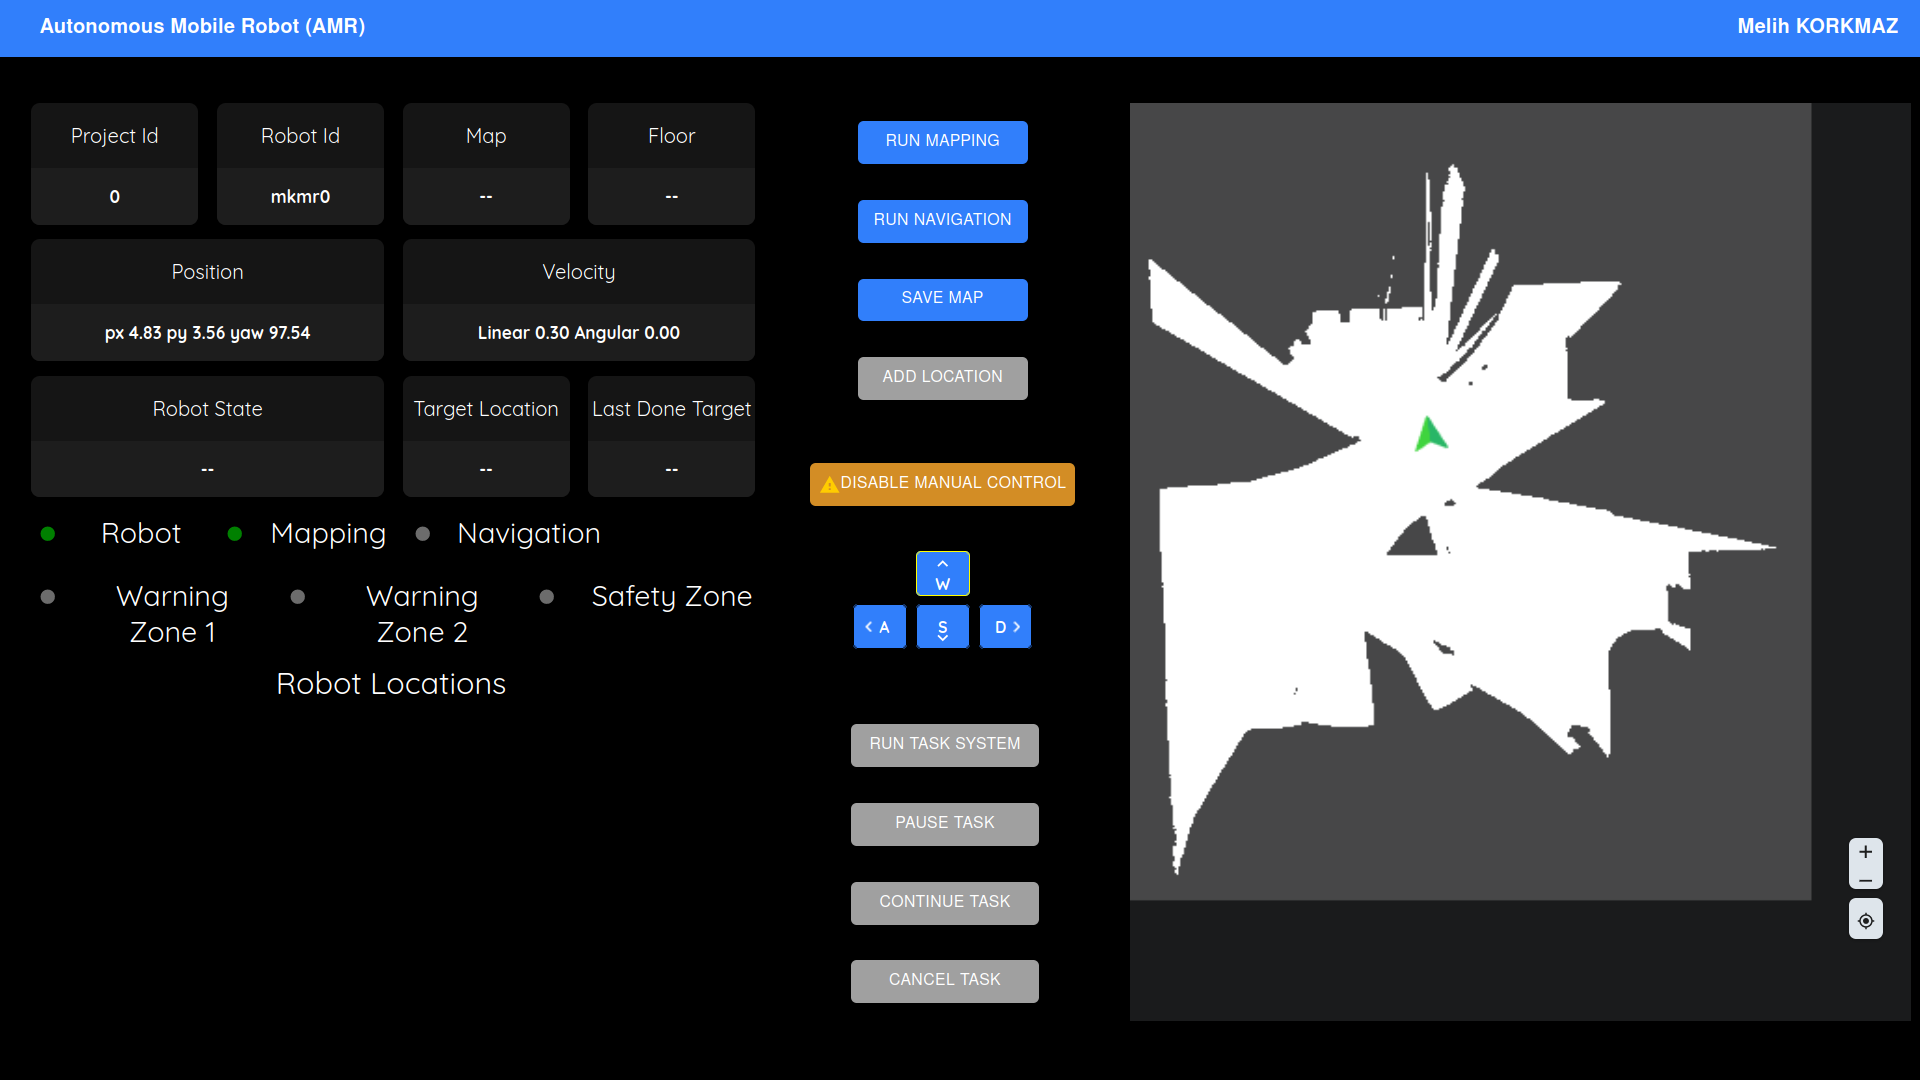 Autonomous Mobile Robot (AMR)
Melih KORKMAZ
Project Id
0
Robot Id
mkmr0
Map
--
Floor
--
Position
px 4.83 py 3.56 yaw 97.54
Velocity
Linear 0.30 Angular 0.00
Robot State
--
Target Location
--
Last Done Target
--
Robot
Mapping
Navigation
Warning
Zone 1
Warning
Zone 2
Safety Zone
Robot Locations
RUN MAPPING
RUN NAVIGATION
SAVE MAP
ADD LOCATION
DISABLE MANUAL CONTROL
W
A
S
D
RUN TASK SYSTEM
PAUSE TASK
CONTINUE TASK
CANCEL TASK
+
−